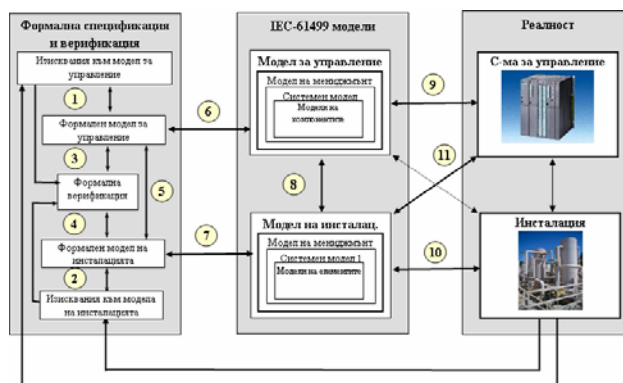 Формална спецификация
и верификация
Изисквания към модел за
управление
1
Формален модел за
управление
3
Формална
верификация
5
4
Формален модел на
инсталацията
2
Изисквания към модела
на инсталацията
6
7
IEC-61499 модели
Модел за управление
Модел на мениджмънт
Системен модел
Модели на
компонентите
8
Модел на инсталац.
Модел на мениджмънт
Системен модел 1
Модели на елементите
9
11
10
Реалност
С-ма за управление
Инсталация